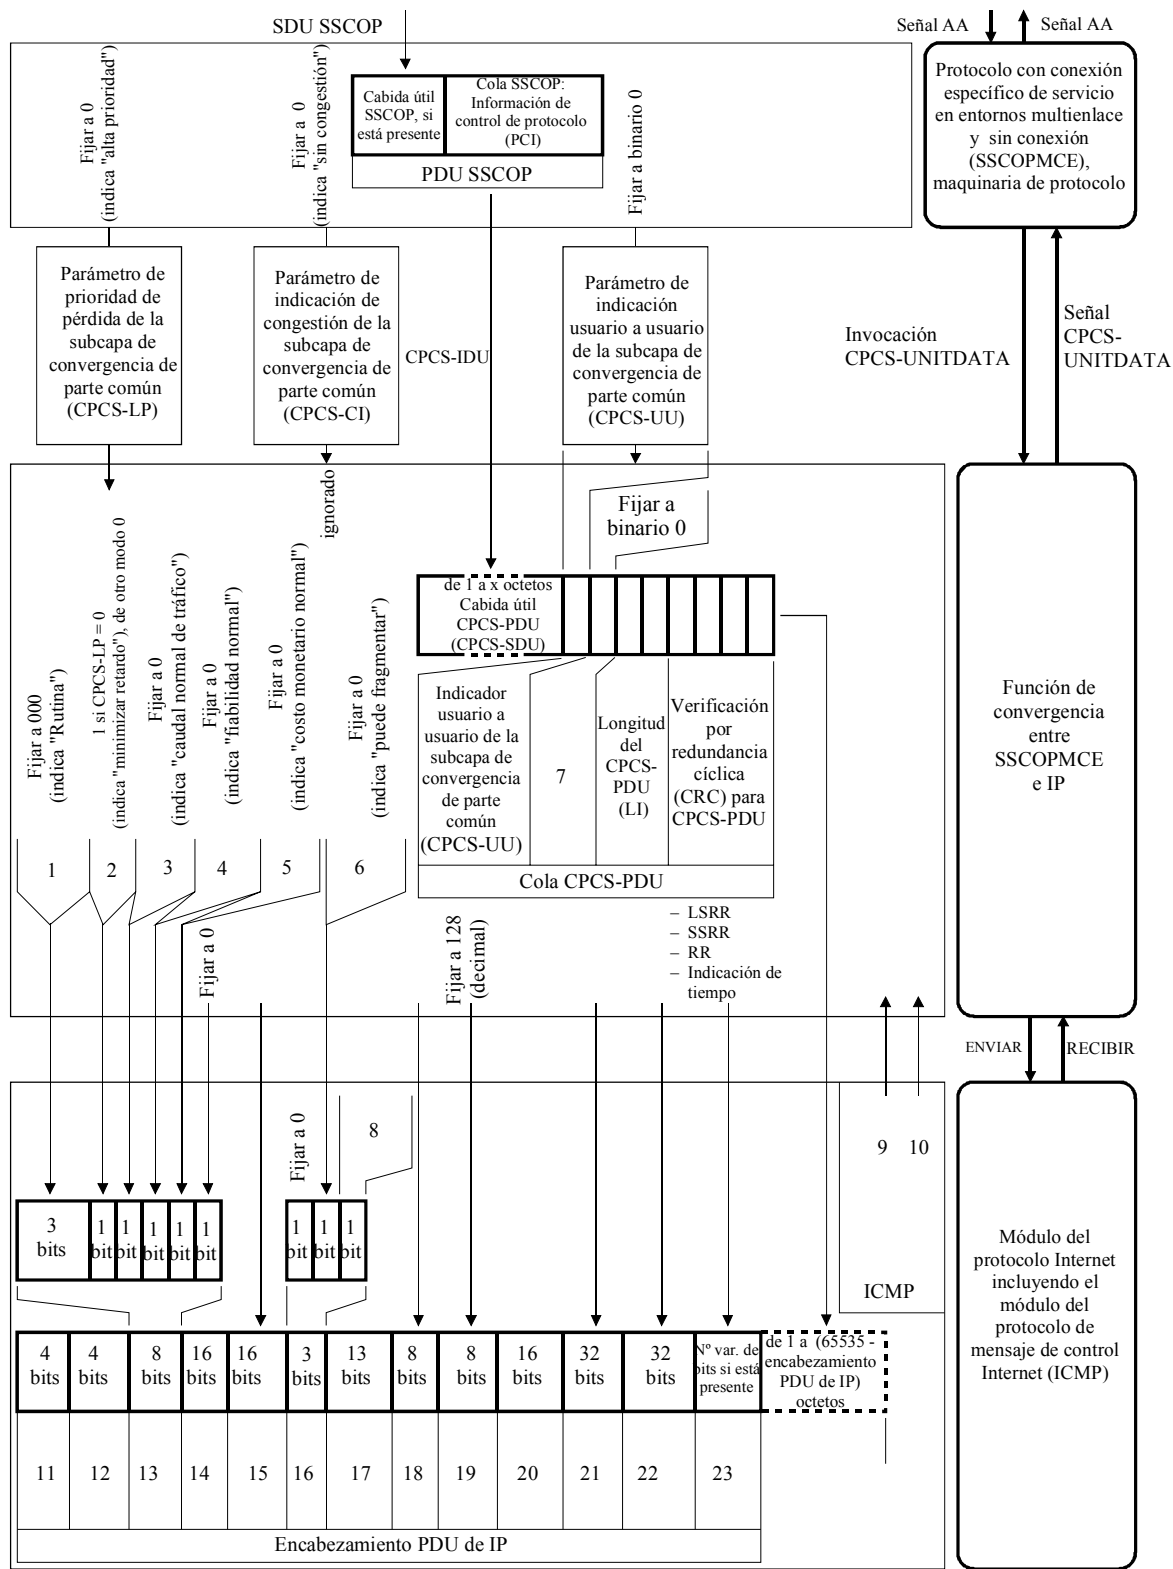 SDU SSCOP
Señal AA
Señal AA
Fijar a 0
(indica "alta prioridad")
Fijar a 0
(indica "sin congestión")
Cabida útil
SSCOP, si
está presente
Cola SSCOP:
Información de
control de protocolo
(PCI)
PDU SSCOP
Fijar a binario 0
Protocolo con conexión
específico de servicio
en entornos multienlace
y sin conexión
(SSCOPMCE),
maquinaria de protocolo
Parámetro de
prioridad de
pérdida de la
subcapa de
convergencia de
parte común
(CPCS-LP)
Parámetro de
indicación de
congestión de la
subcapa de
convergencia de
parte común
(CPCS-CI)
CPCS-IDU
Parámetro de
indicación
usuario a usuario
de la subcapa de
convergencia de
parte común
(CPCS-UU)
Invocación
CPCS-UNITDATA
Señal
CPCS-
UNITDATA
Fijar a 000
(indica "Rutina")
1 si CPCS-LP = 0
(indica "minimizar retardo"), de otro modo 0
Fijar a 0
(indica "caudal normal de tráfico")
Fijar a 0
(indica "fiabilidad normal")
Fijar a 0
(indica "costo monetario normal")
ignorado
Fijar a 0
(indica "puede fragmentar")
Fijar a
binario 0
de 1 a x octetos
Cabida útil
CPCS-PDU
(CPCS-SDU)
Indicador
usuario a
usuario de la
subcapa de
convergencia
de parte
común
(CPCS-UU)
7
Longitud
del
CPCS-
PDU
(LI)
Verificación
por
redundancia
cíclica
(CRC) para
CPCS-PDU
Cola CPCS-PDU
Función de
convergencia
entre
SSCOPMCE
e IP
1
2
3
4
5
6
Fijar a 0
Fijar a 128
(decimal)
– LSRR
– SSRR
– RR
– Indicación de
tiempo
ENVIAR
RECIBIR
Fijar a 0
8
9
10
3
bits
1
bit
1
bit
1
bit
1
bit
1
bit
1
bit
1
bit
1
bit
ICMP
Módulo del
protocolo Internet
incluyendo el
módulo del
protocolo de
mensaje de control
Internet (ICMP)
4
bits
4
bits
8
bits
16
bits
16
bits
3
bits
13
bits
8
bits
8
bits
16
bits
32
bits
32
bits
Nº var. de
bits si está
presente
de 1 a (65535 -
encabezamiento
PDU de IP)
octetos
11
12
13
14
15
16
17
18
19
20
21
22
23
Encabezamiento PDU de IP